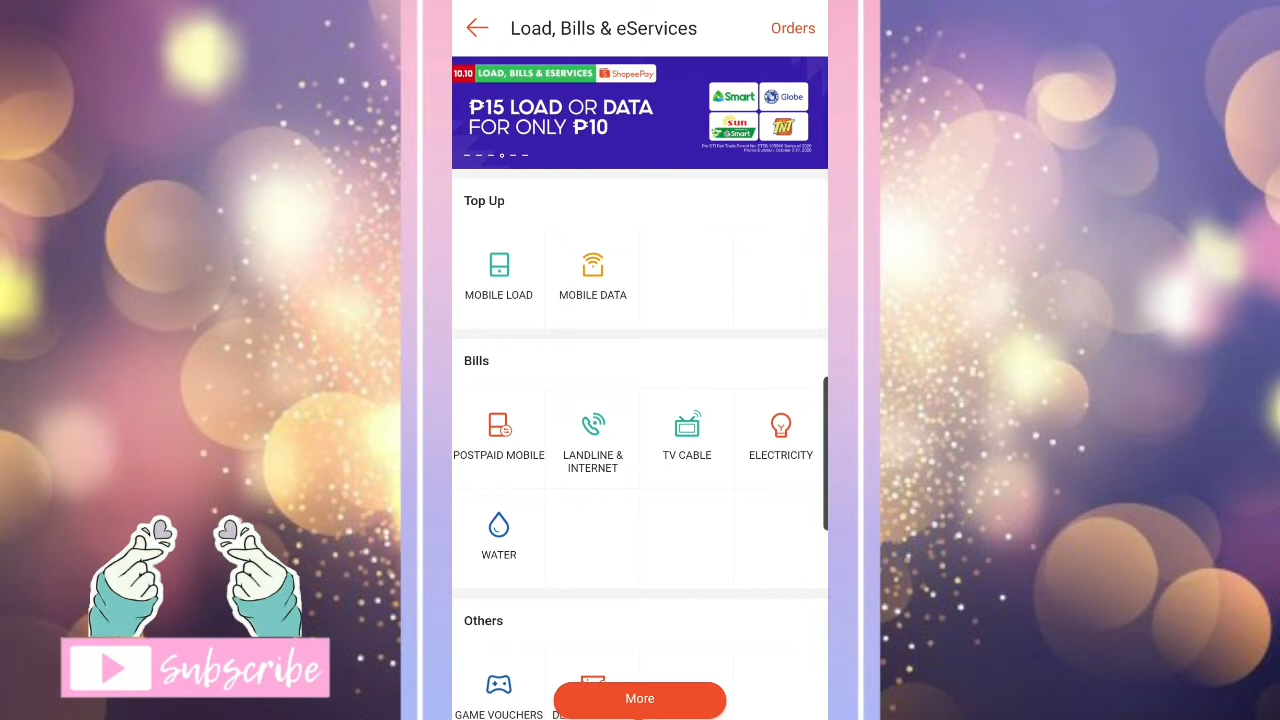 Load, Bills & eServices
Orders
10.10 LOAD, BILLS & ESERVICES ShopeePay
₱15 LOAD OR DATA
FOR ONLY ₱10
Smart Globe
sun Smart TNT
Top Up
MOBILE LOAD
MOBILE DATA
Bills
POSTPAID MOBILE
LANDLINE &
INTERNET
TV CABLE
ELECTRICITY
WATER
Others
GAME VOUCHERS
More
Subscribe